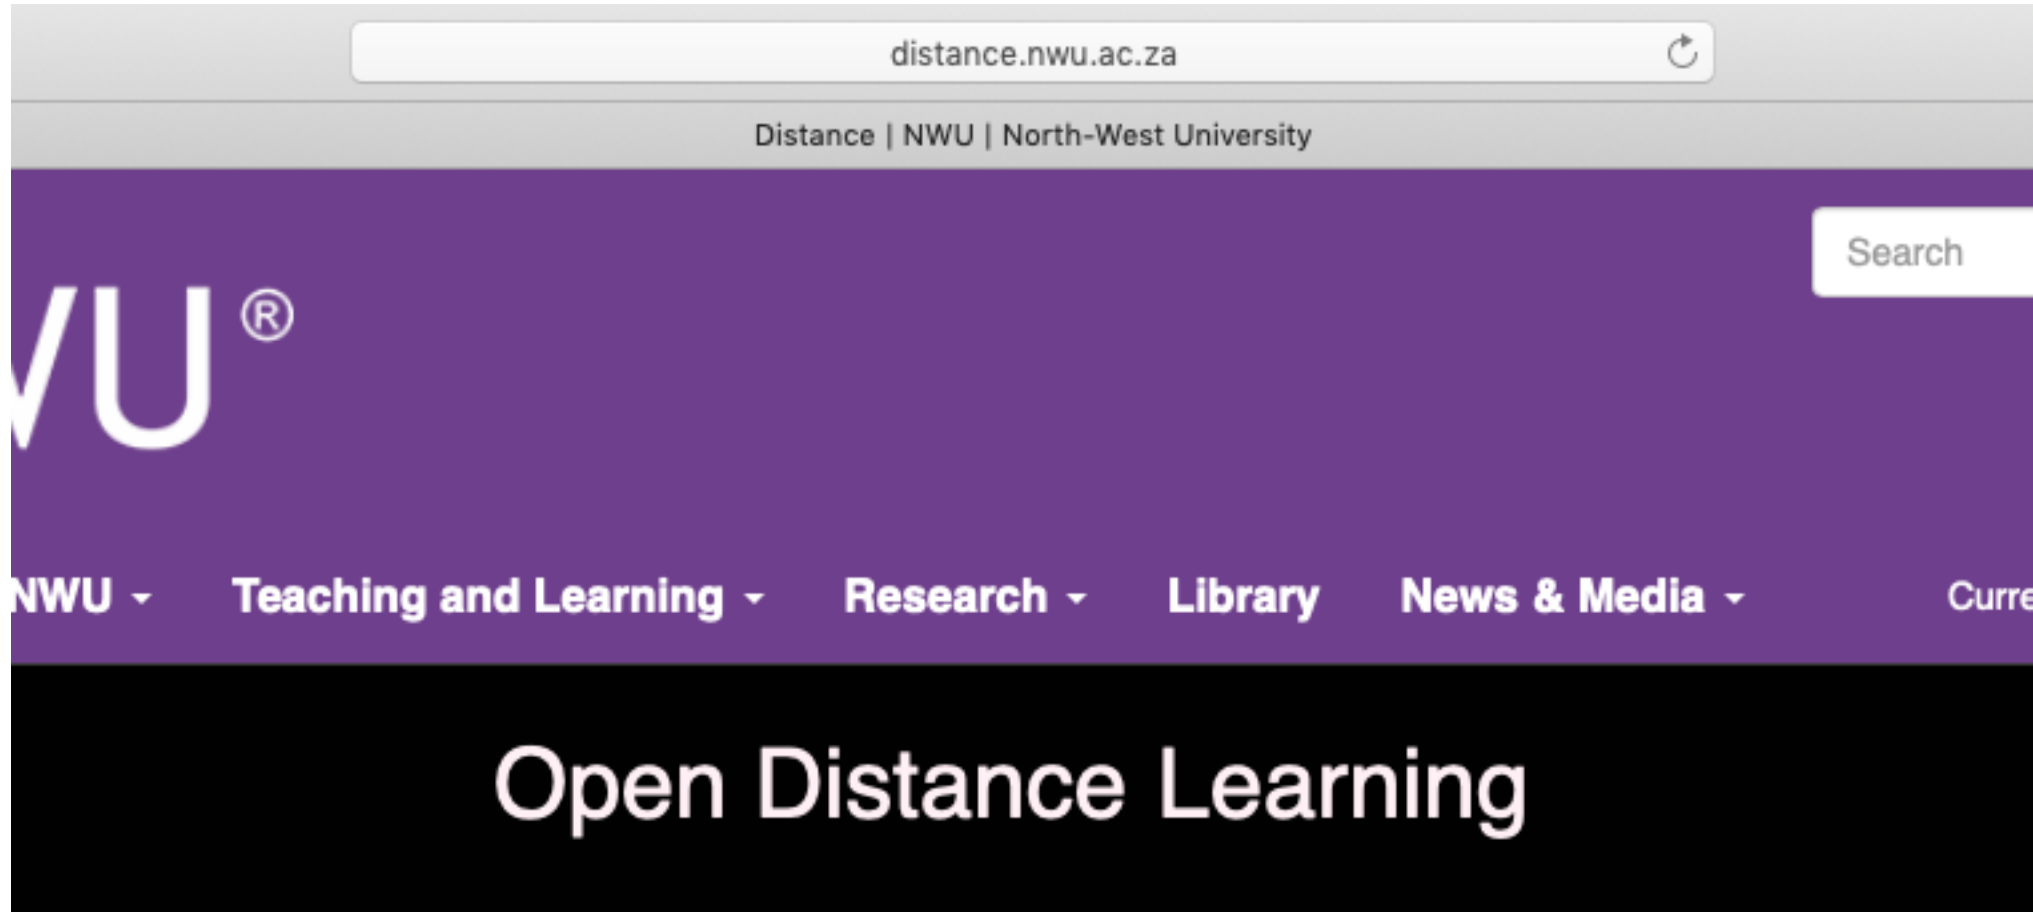 distance.nwu.ac.za
Distance | NWU | North-West University
Search
WU®
NWU Teaching and Learning Research Library News & Media
Open Distance Learning